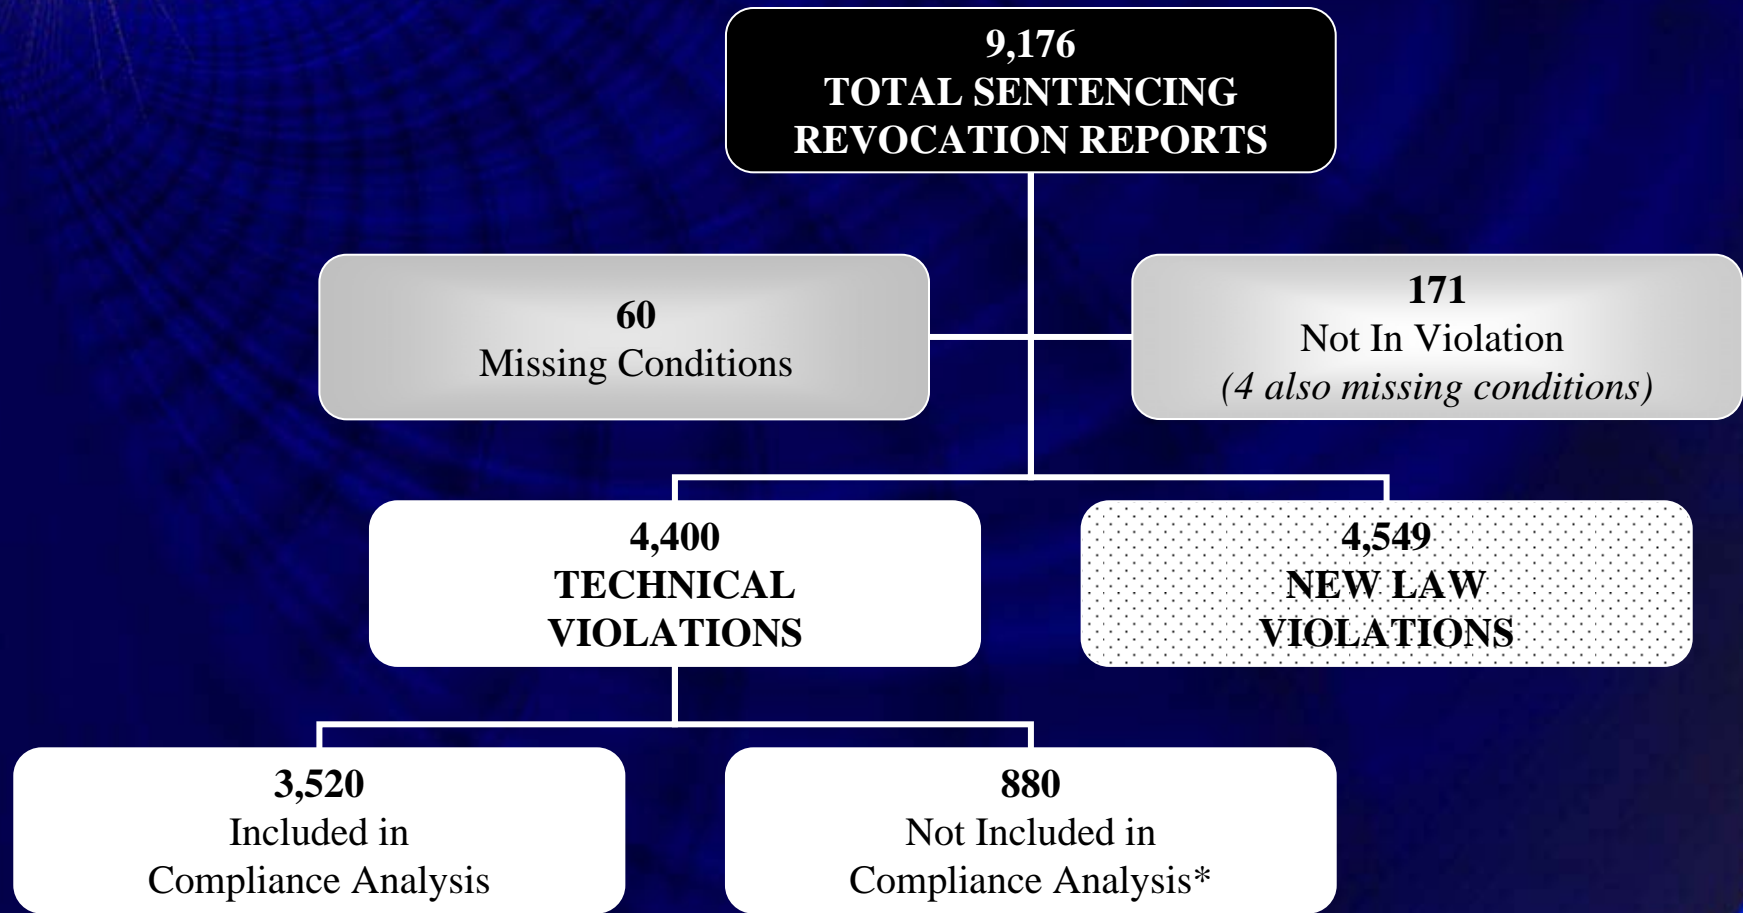 9,176
TOTAL SENTENCING
REVOCATION REPORTS
60
Missing Conditions
171
Not In Violation
(4 also missing conditions)
4,400
TECHNICAL
VIOLATIONS
4,549
NEW LAW
VIOLATIONS
3,520
Included in
Compliance Analysis
880
Not Included in
Compliance Analysis*